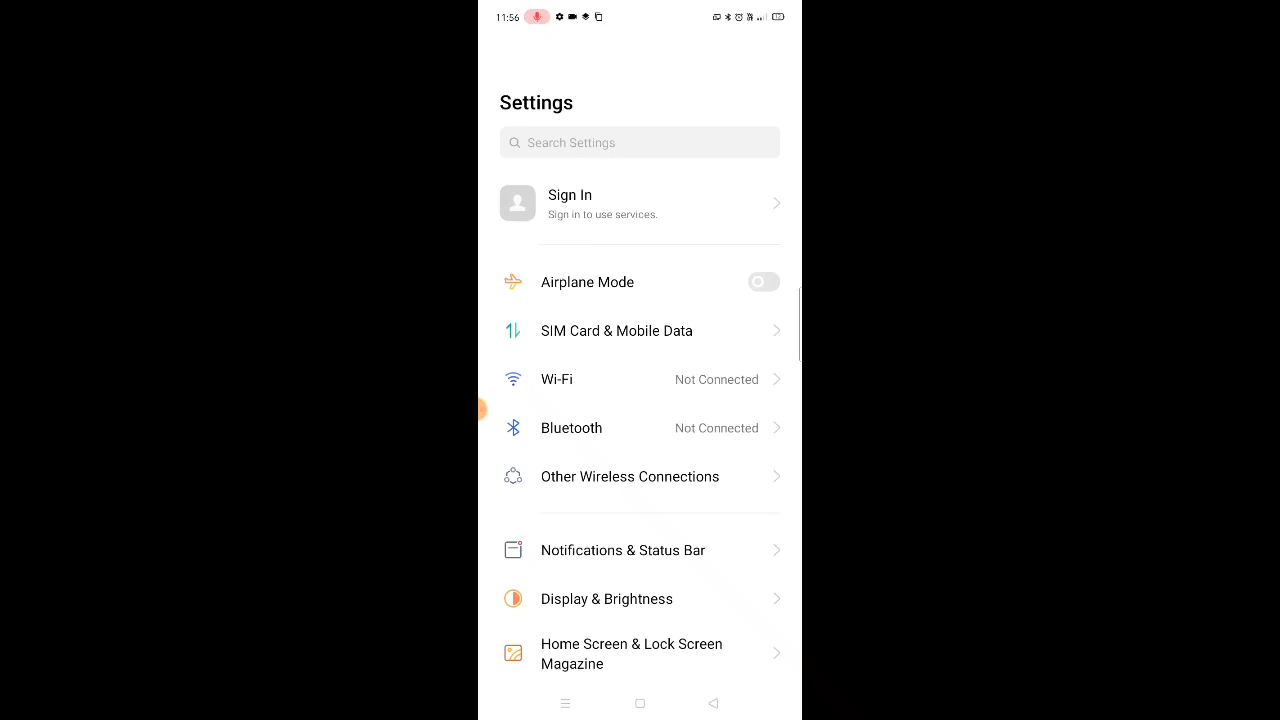 11:56
Settings
Search Settings
Sign In
Sign in to use services.
Airplane Mode
SIM Card & Mobile Data
Wi-Fi Not Connected
Bluetooth Not Connected
Other Wireless Connections
Notifications & Status Bar
Display & Brightness
Home Screen & Lock Screen
Magazine